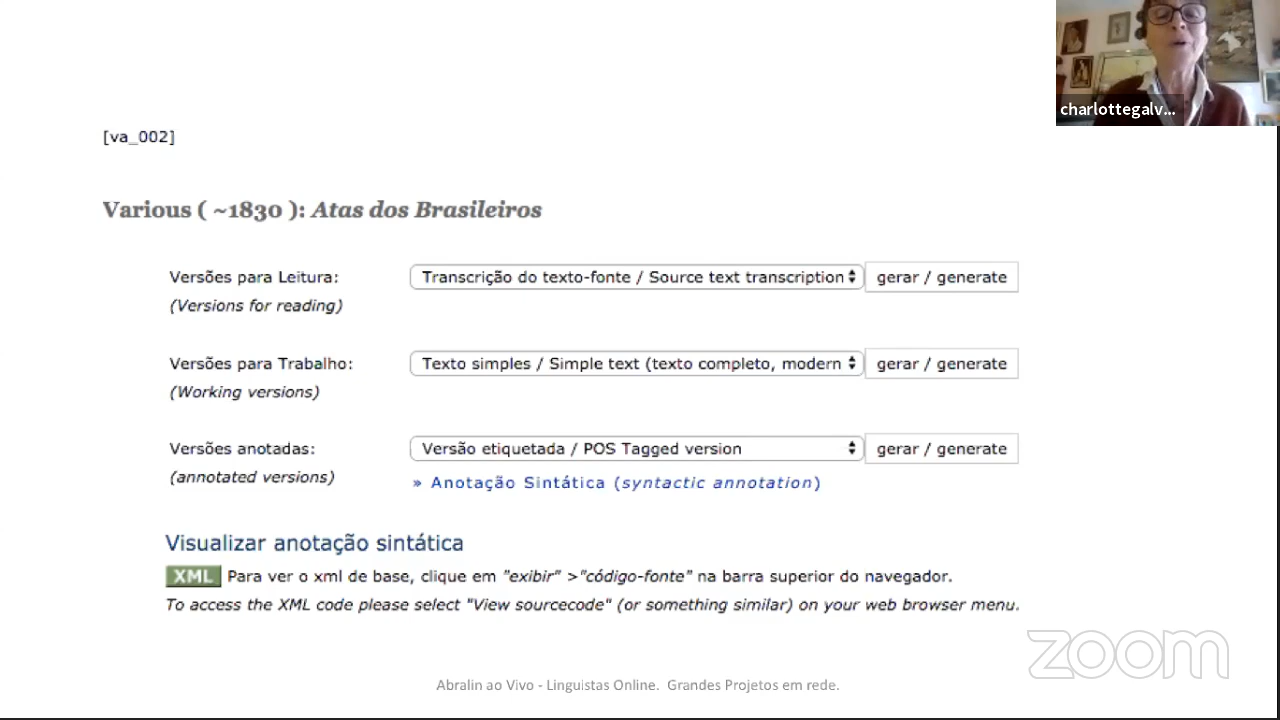 charlottegalv...
[va_002]
Various ( ~1830 ): Atas dos Brasileiros
Versões para Leitura: Transcrição do texto-fonte / Source text transcription gerar / generate
(Versions for reading)
Versões para Trabalho: Texto simples / Simple text (texto completo, modern gerar / generate
(Working versions)
Versões anotadas: Versão etiquetada / POS Tagged version gerar / generate
(annotated versions) » Anotação Sintática (syntactic annotation)
Visualizar anotação sintática
XML Para ver o xml de base, clique em "exibir" >"código-fonte" na barra superior do navegador.
To access the XML code please select "View sourcecode" (or something similar) on your web browser menu.
zoom
Abralin ao Vivo - Linguistas Online. Grandes Projetos em rede.